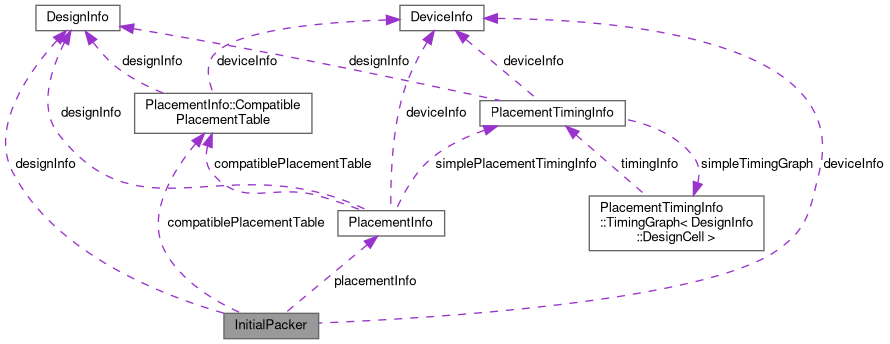 DesignInfo
DeviceInfo
designInfo
deviceInfo
designInfo
deviceInfo
PlacementInfo::Compatible
PlacementTable
PlacementTimingInfo
designInfo
deviceInfo
designInfo
compatiblePlacementTable
simplePlacementTimingInfo
timingInfo
simpleTimingGraph
deviceInfo
compatiblePlacementTable
PlacementInfo
PlacementTimingInfo
::TimingGraph< DesignInfo
::DesignCell >
placementInfo
InitialPacker